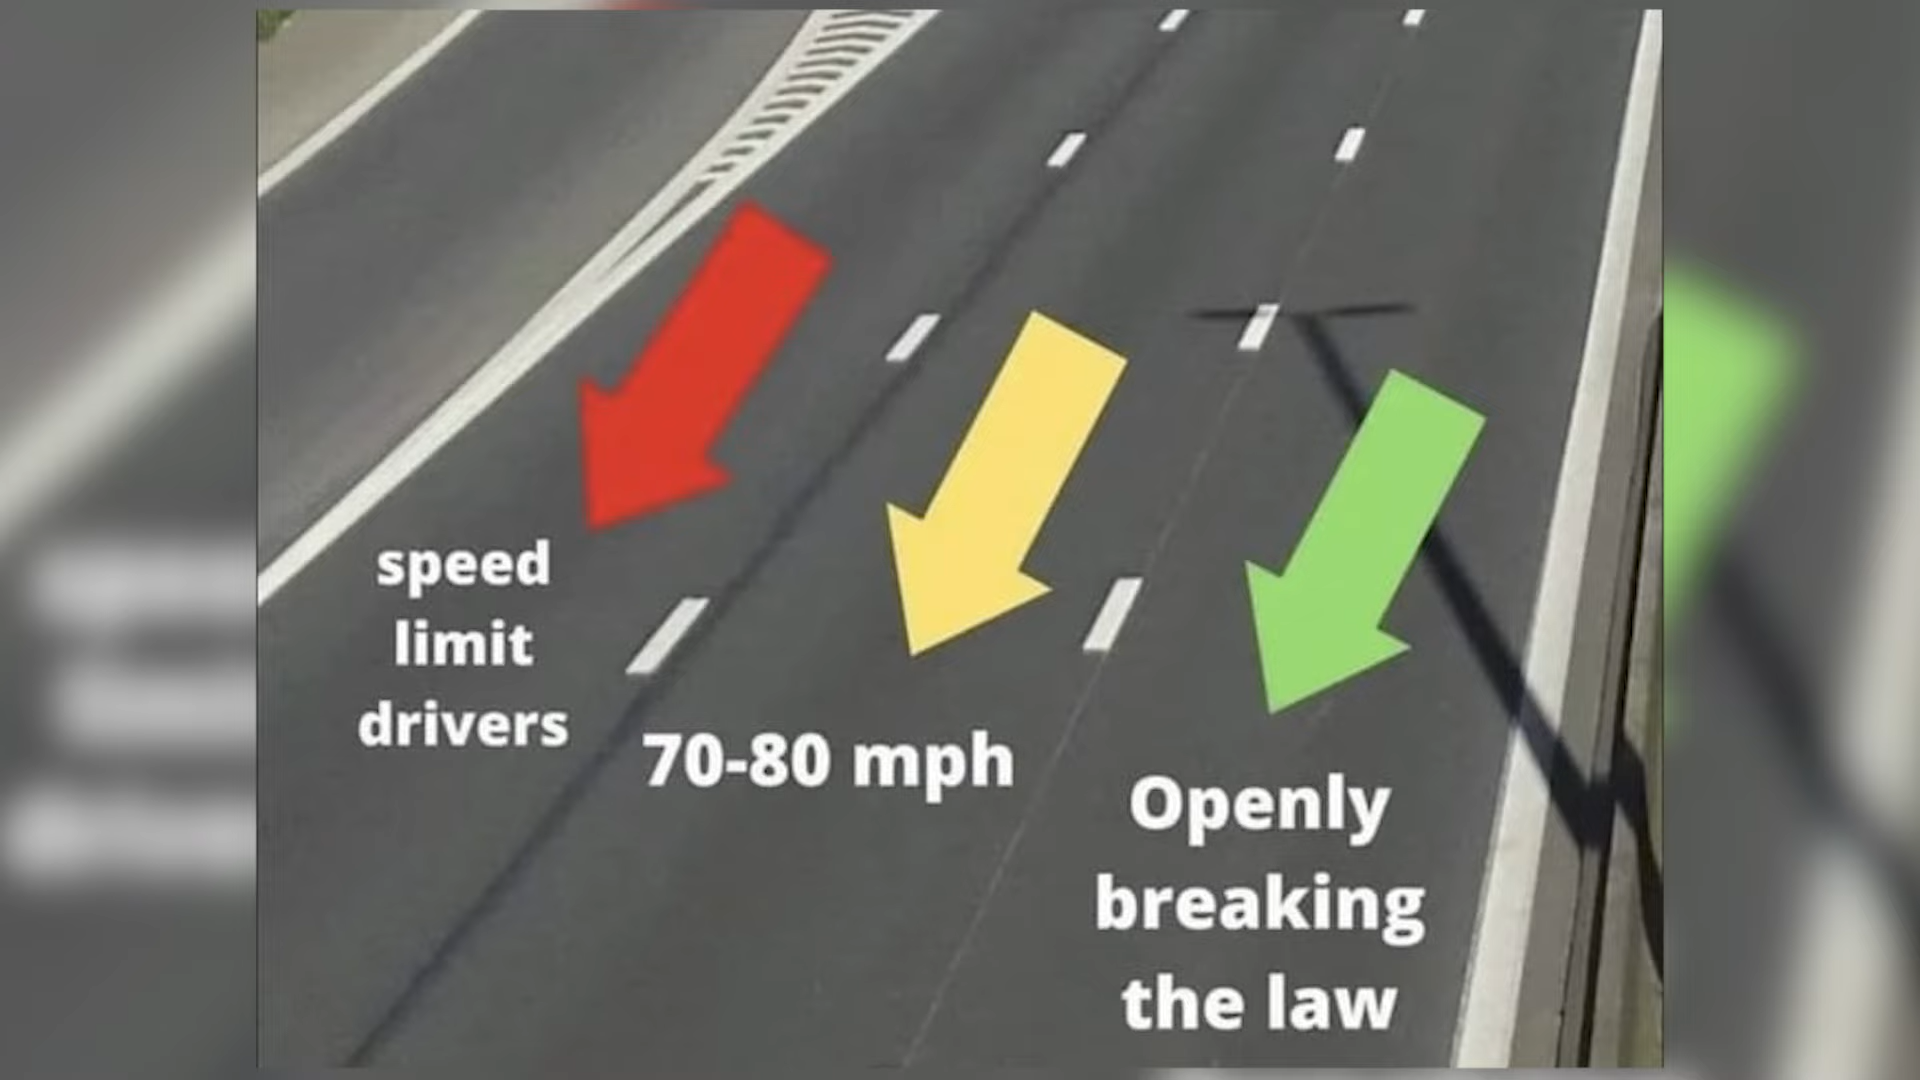 speed
limit
drivers
70-80 mph
Openly
breaking
the law